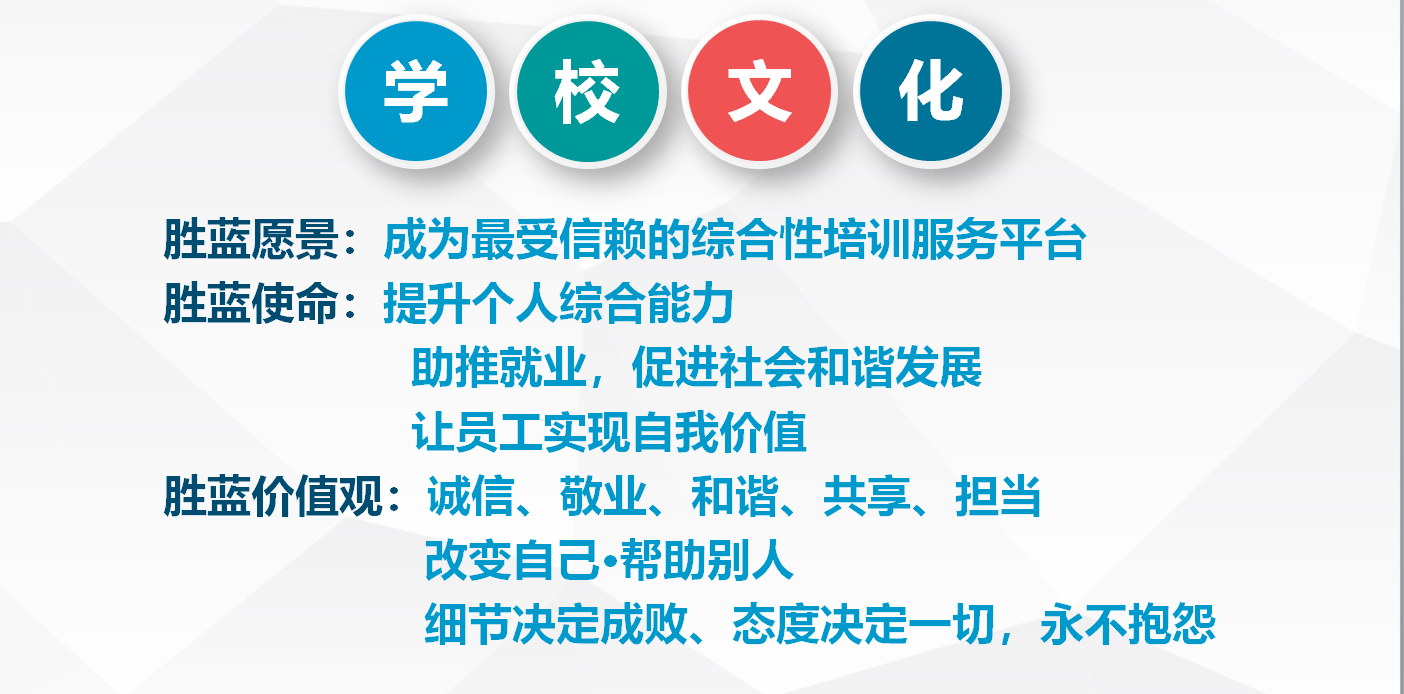 学校文化
胜蓝愿景：成为最受信赖的综合性培训服务平台
胜蓝使命：提升个人综合能力
助推就业，促进社会和谐发展
让员工实现自我价值
胜蓝价值观：诚信、敬业、和谐、共享、担当
改变自己•帮助别人
细节决定成败、态度决定一切，永不抱怨